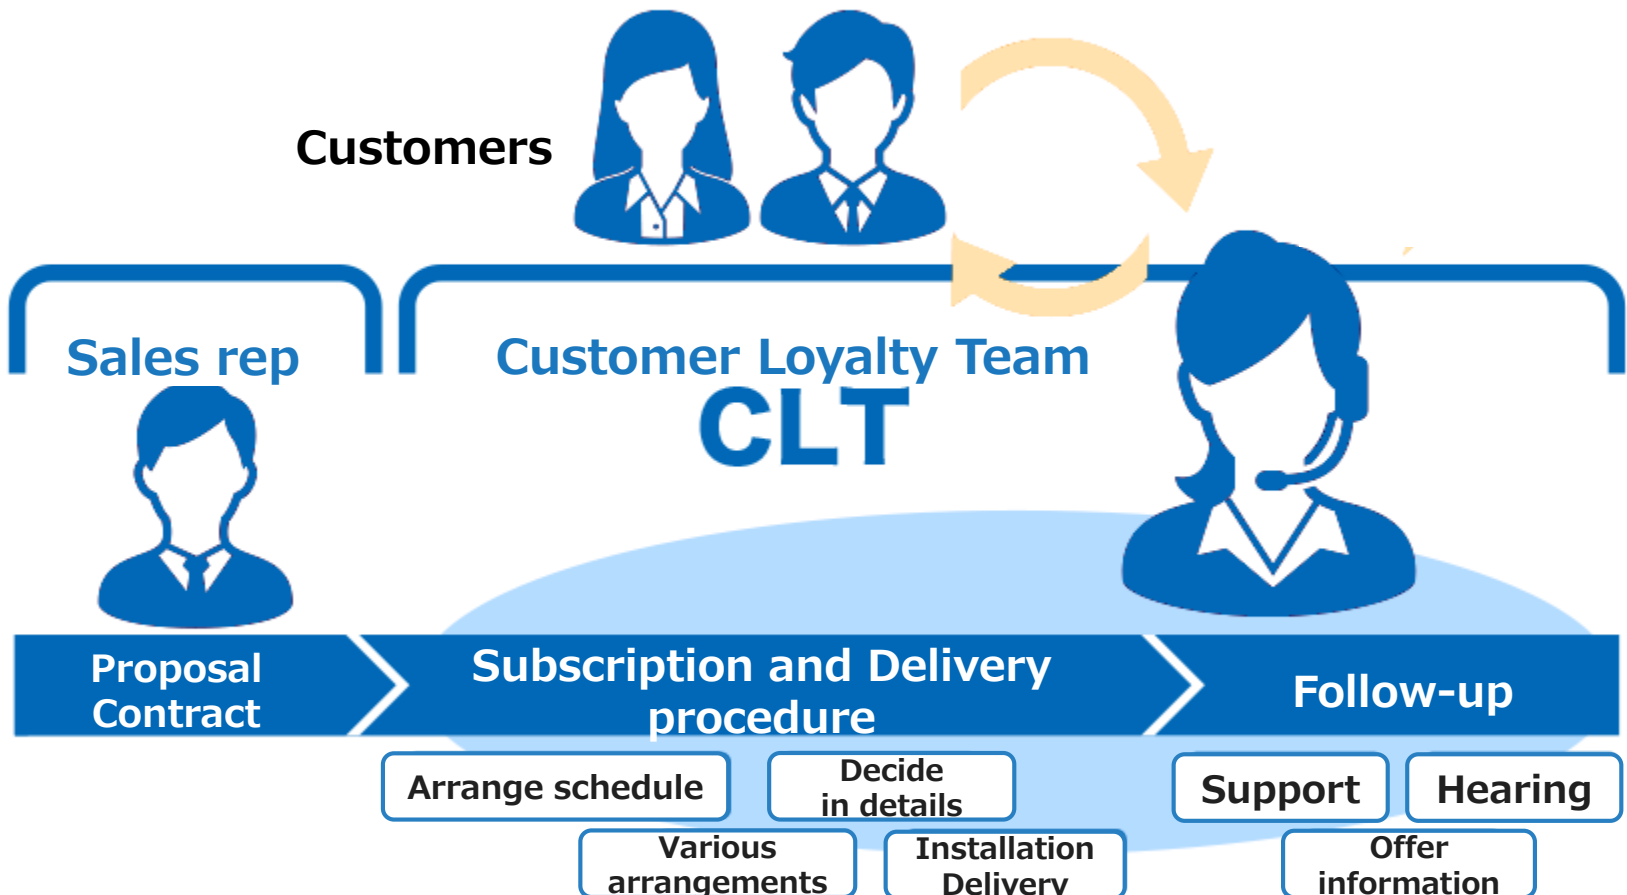 Customers
Sales rep
Customer Loyalty Team
CLT
Proposal
Contract
Subscription and Delivery
procedure
Follow-up
Arrange schedule
Decide
in details
Support
Hearing
Various
arrangements
Installation
Delivery
Offer
information